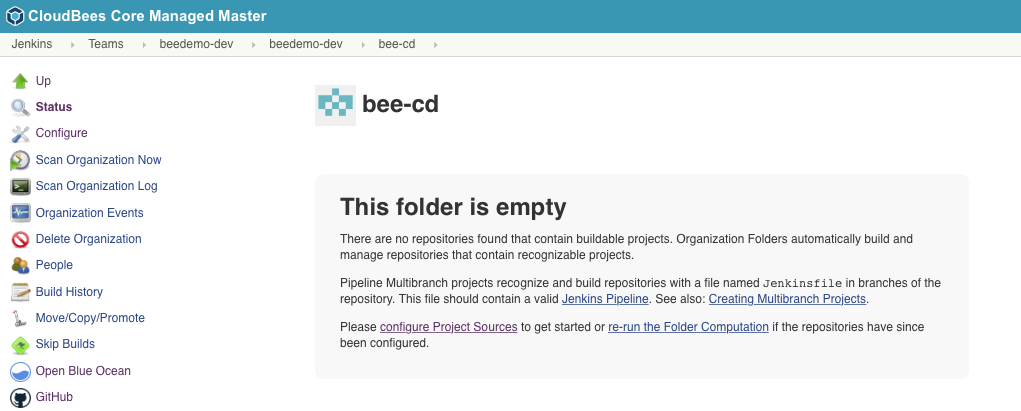 CloudBees Core Managed Master
Jenkins Teams beedemo-dev beedemo-dev bee-cd
Up
Status
Configure
Scan Organization Now
Scan Organization Log
Organization Events
Delete Organization
People
Build History
Move/Copy/Promote
Skip Builds
Open Blue Ocean
GitHub
bee-cd
This folder is empty
There are no repositories found that contain buildable projects. Organization Folders automatically build and
manage repositories that contain recognizable projects.
Pipeline Multibranch projects recognize and build repositories with a file named Jenkinsfile in branches of the
repository. This file should contain a valid Jenkins Pipeline. See also: Creating Multibranch Projects.
Please configure Project Sources to get started or re-run the Folder Computation if the repositories have since
been configured.